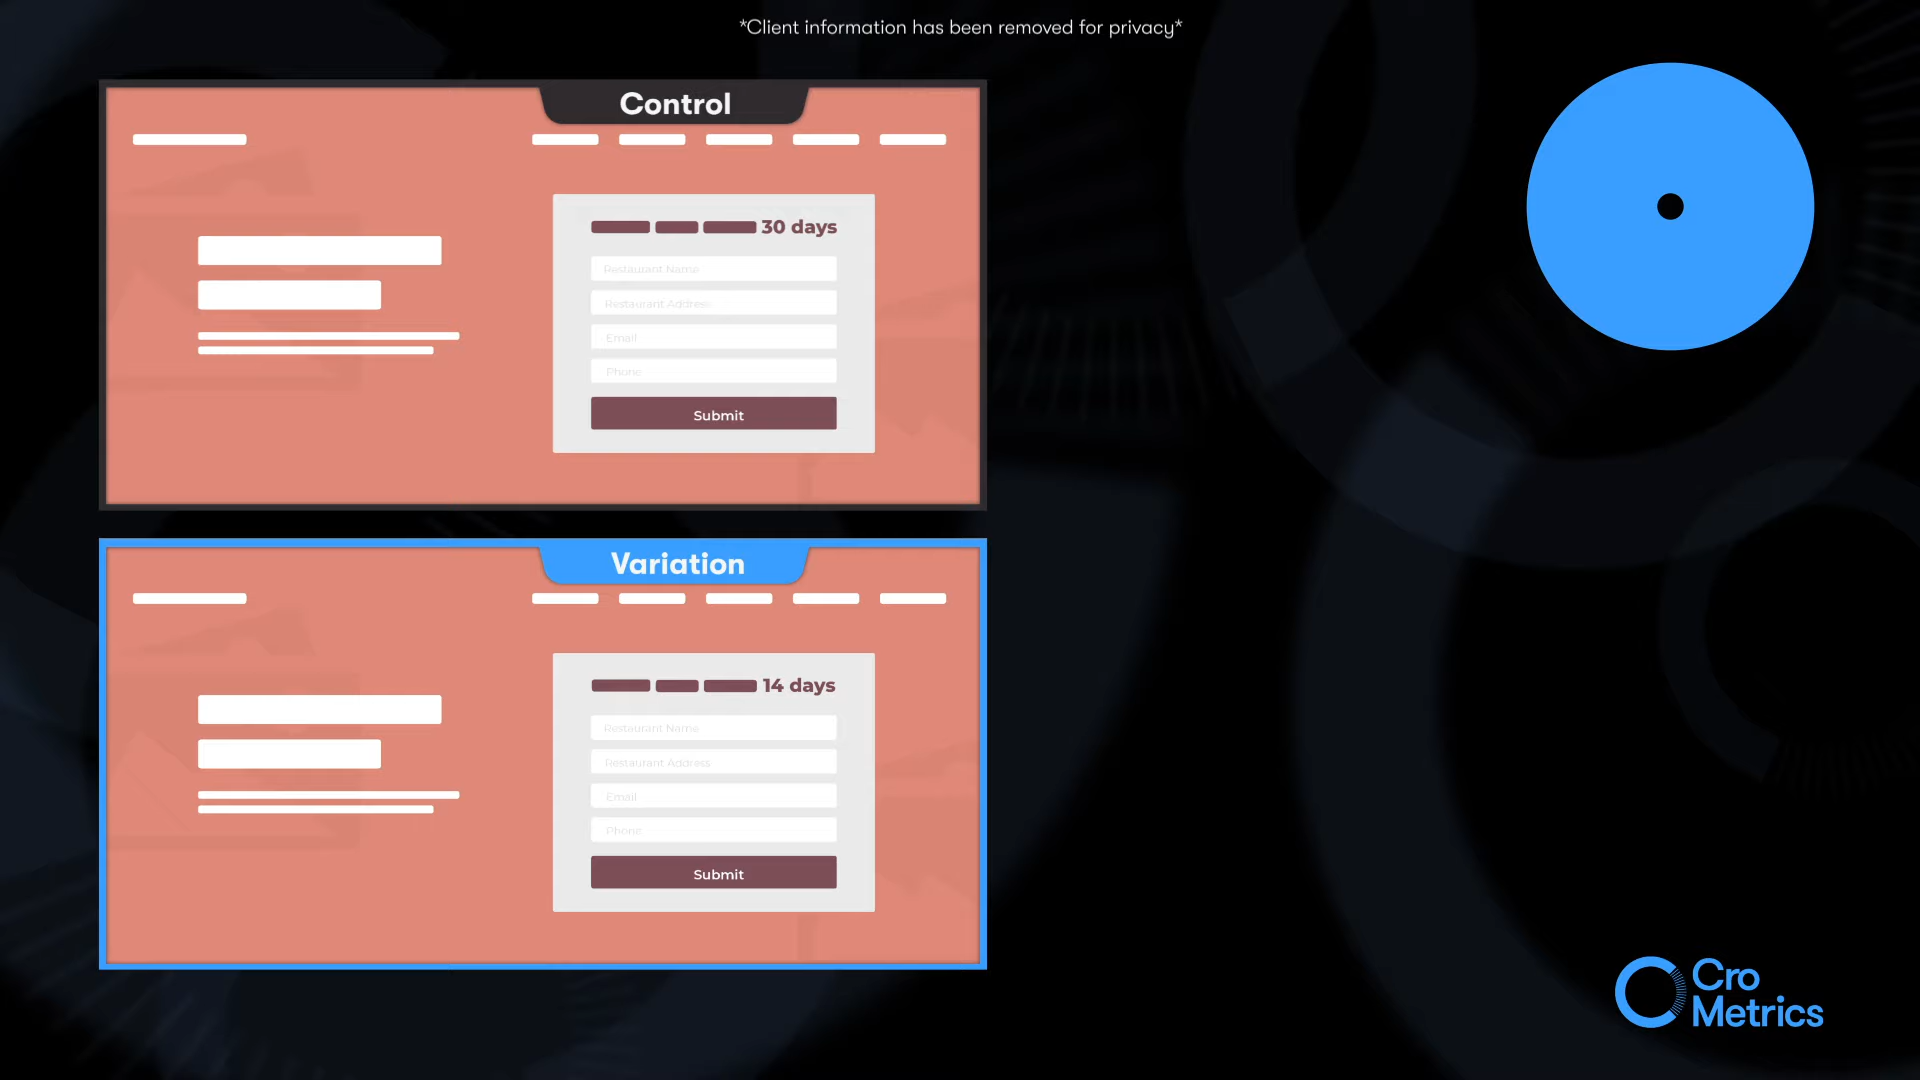 *Client information has been removed for privacy*
Control
30 days
Restaurant Name
Restaurant Address
Email
Phone
Submit
Variation
14 days
Restaurant Name
Restaurant Address
Email
Phone
Submit
Cro
Metrics